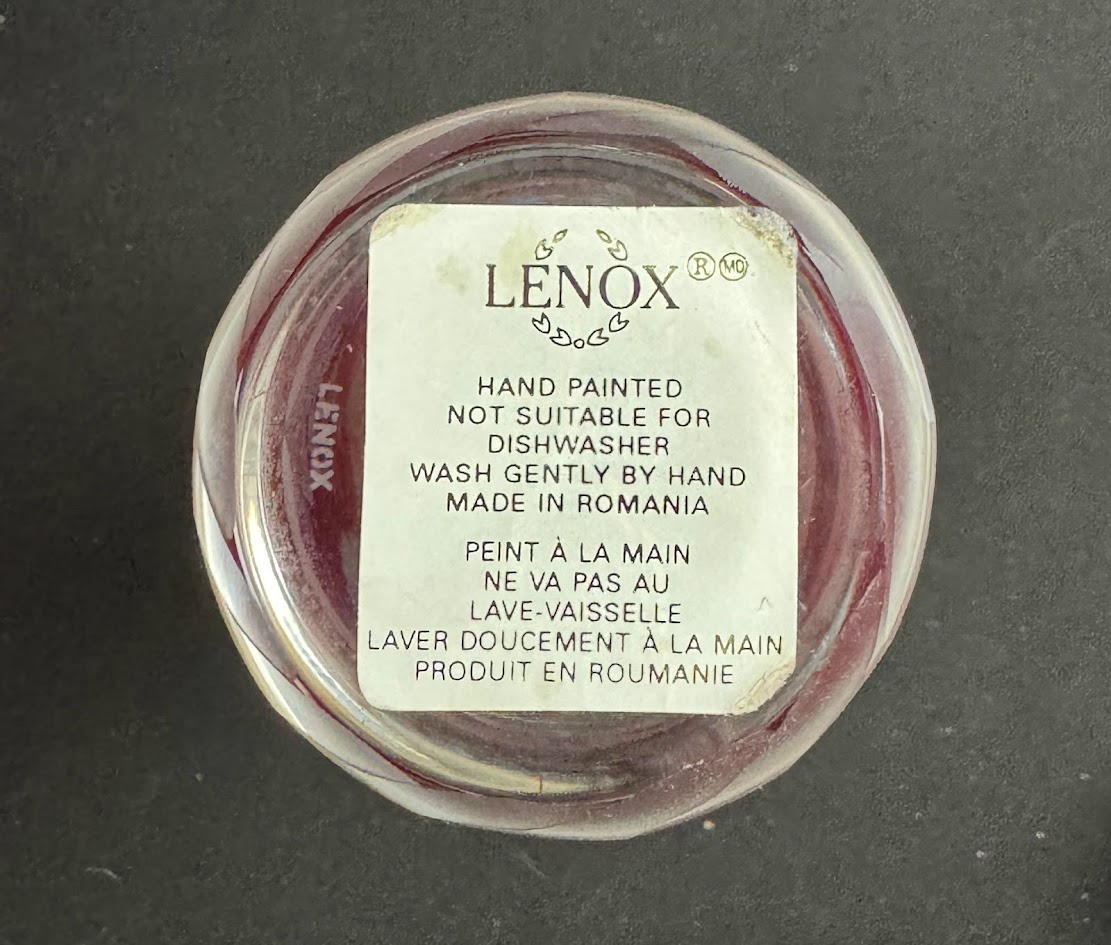 LENOX ® MD
HAND PAINTED
NOT SUITABLE FOR
DISHWASHER
WASH GENTLY BY HAND
MADE IN ROMANIA
PEINT À LA MAIN
NE VA PAS AU
LAVE-VAISSELLE
LAVER DOUCEMENT À LA MAIN
PRODUIT EN ROUMANIE
LENOX